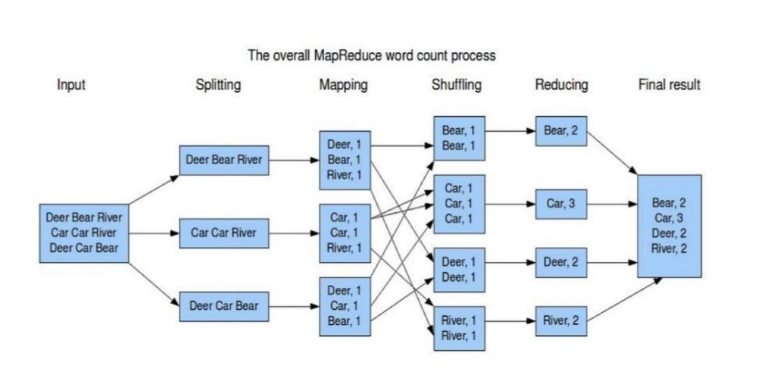 The overall MapReduce word count process
Input
Splitting
Mapping
Shuffling
Reducing
Final result
Deer Bear River
Car Car River
Deer Car Bear
Deer Bear River
Car Car River
Deer Car Bear
Deer, 1
Bear, 1
River, 1
Car, 1
Car, 1
River, 1
Deer, 1
Car, 1
Bear, 1
Bear, 1
Bear, 1
Car, 1
Car, 1
Car, 1
Deer, 1
Deer, 1
River, 1
River, 1
Bear, 2
Car, 3
Deer, 2
River, 2
Bear, 2
Car, 3
Deer, 2
River, 2